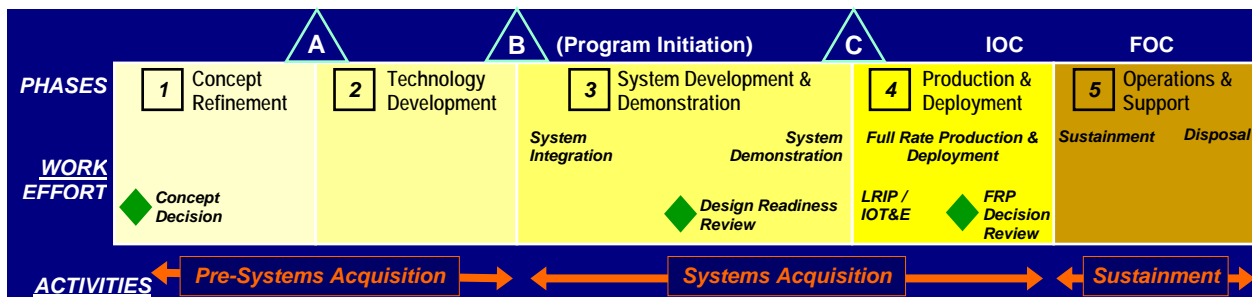 A
B
(Program Initiation)
C
IOC
FOC
PHASES
1
Concept
Refinement
2
Technology
Development
3
System Development &
Demonstration
4
Production &
Deployment
5
Operations &
Support
WORK
EFFORT
System
Integration
System
Demonstration
Full Rate Production &
Deployment
Sustainment
Disposal
Concept
Decision
Design Readiness
Review
LRIP /
IOT&E
FRP
Decision
Review
ACTIVITIES
Pre-Systems Acquisition
Systems Acquisition
Sustainment